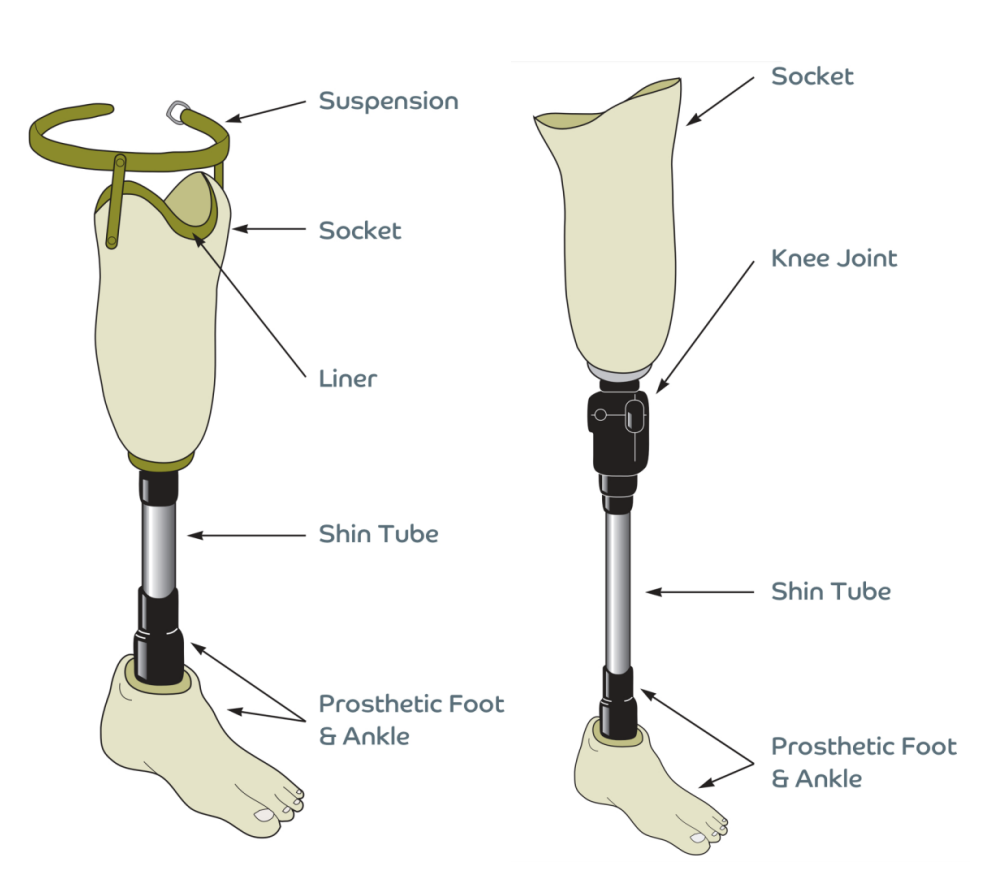 Suspension
Socket
Liner
Shin Tube
Prosthetic Foot
& Ankle
Socket
Knee Joint
Shin Tube
Prosthetic Foot
& Ankle